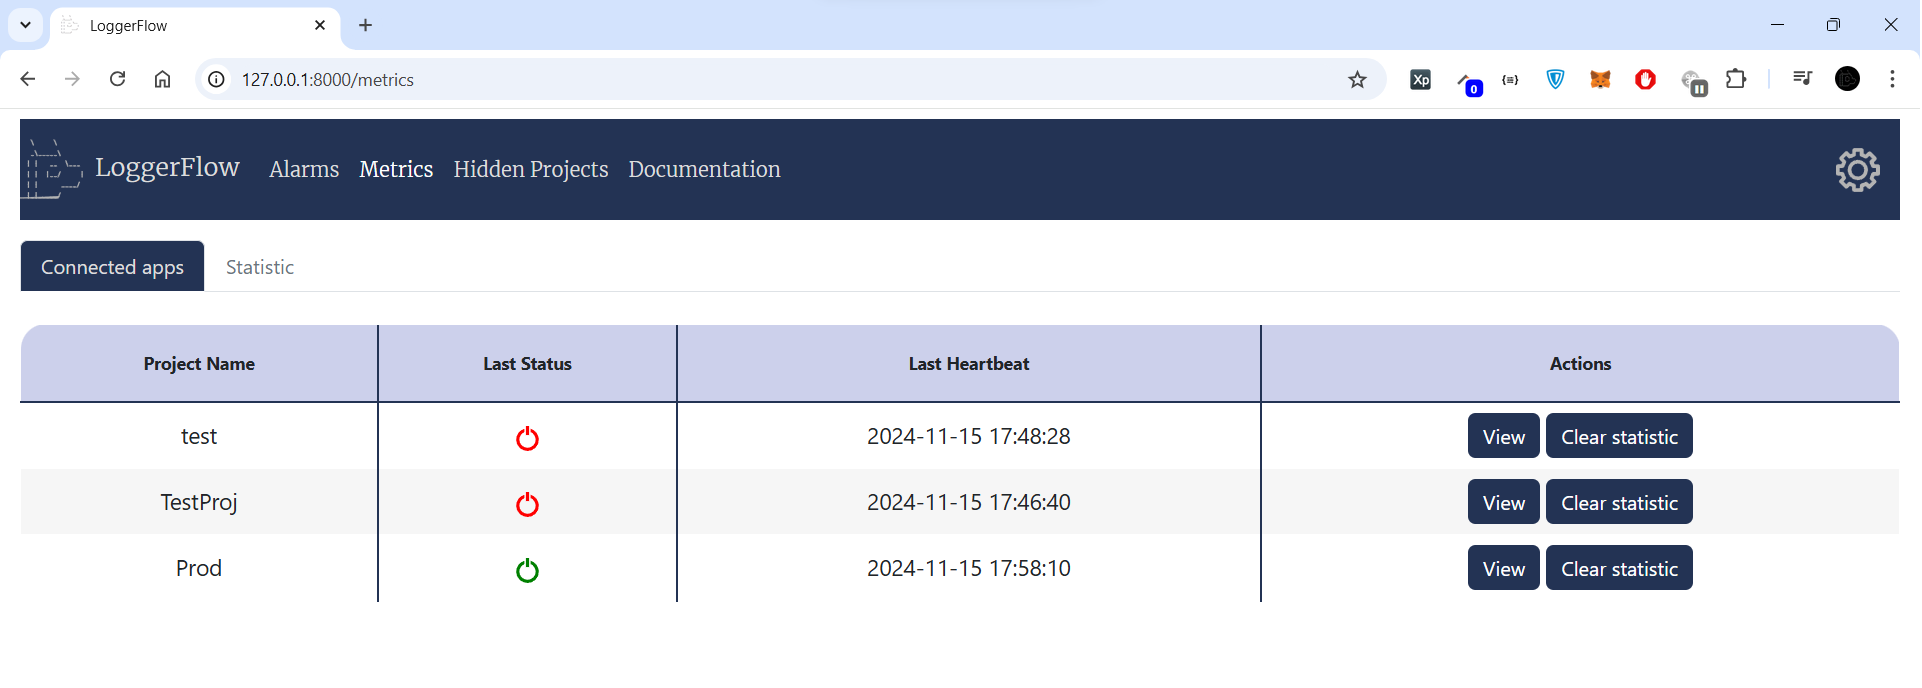 LoggerFlow
127.0.0.1:8000/metrics
Xp
0
LoggerFlow Alarms Metrics Hidden Projects Documentation
Connected apps Statistic
Project Name Last Status Last Heartbeat Actions
test 2024-11-15 17:48:28 View Clear statistic
TestProj 2024-11-15 17:46:40 View Clear statistic
Prod 2024-11-15 17:58:10 View Clear statistic